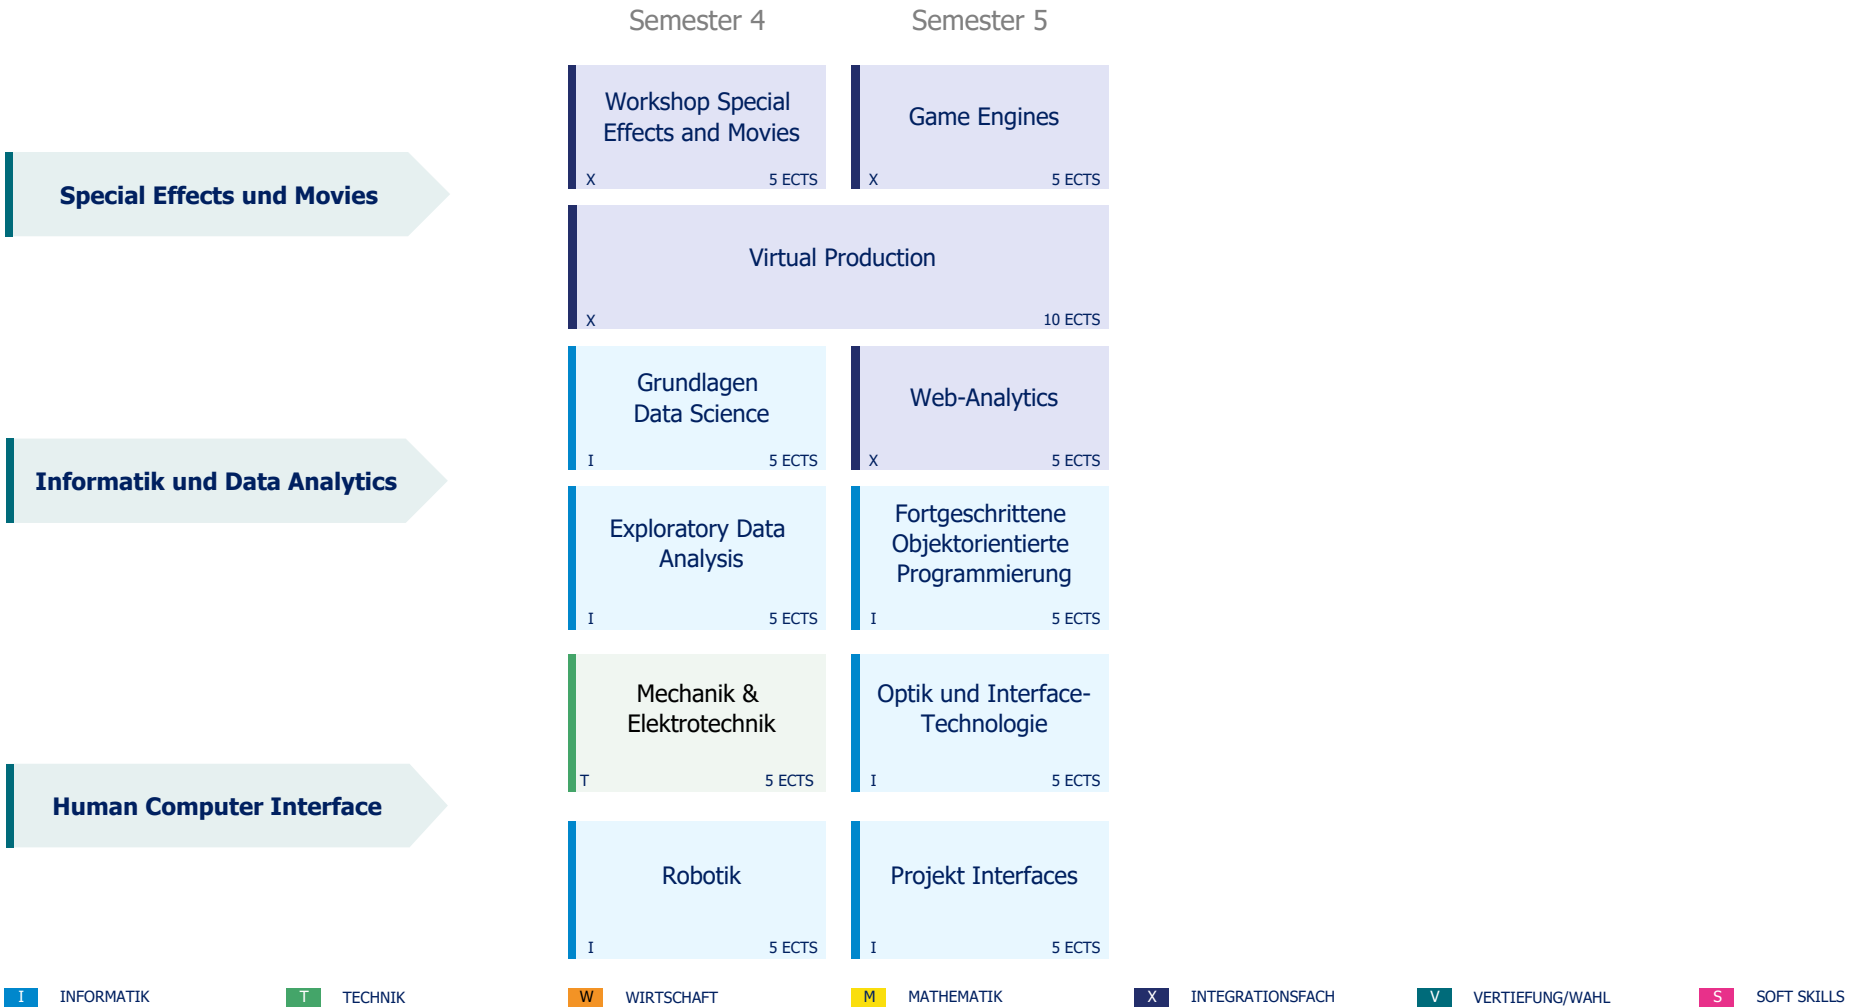 Semester 4
Semester 5
Special Effects und Movies
Workshop Special
Effects and Movies
X
5 ECTS
Game Engines
X
5 ECTS
Virtual Production
X
10 ECTS
Informatik und Data Analytics
Grundlagen
Data Science
I
5 ECTS
Web-Analytics
X
5 ECTS
Exploratory Data
Analysis
I
5 ECTS
Fortgeschrittene
Objektorientierte
Programmierung
I
5 ECTS
Human Computer Interface
Mechanik &
Elektrotechnik
T
5 ECTS
Optik und Interface-
Technologie
I
5 ECTS
Robotik
I
5 ECTS
Projekt Interfaces
I
5 ECTS
I INFORMATIK
T TECHNIK
W WIRTSCHAFT
M MATHEMATIK
X INTEGRATIONSFACH
V VERTIEFUNG/WAHL
S SOFT SKILLS